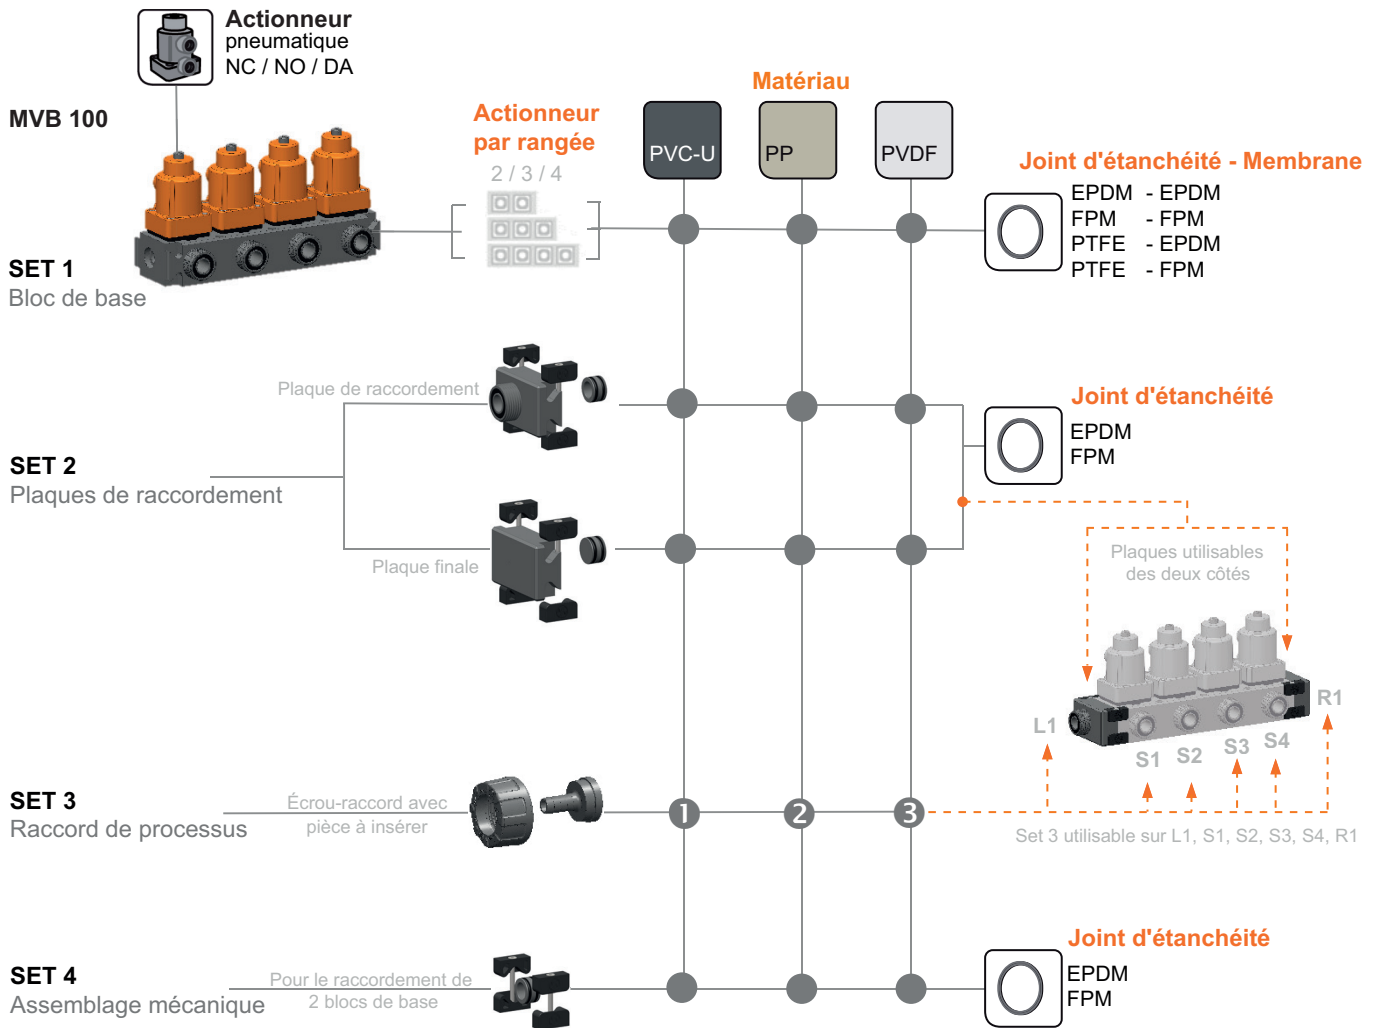 Actionneur
pneumatique
NC / NO / DA
MVB 100
Actionneur
par rangée
2 / 3 / 4
Matériau
PVC-U
PP
PVDF
Joint d'étanchéité - Membrane
EPDM - EPDM
FPM - FPM
PTFE - EPDM
PTFE - FPM
SET 1
Bloc de base
Plaque de raccordement
Joint d'étanchéité
EPDM
FPM
SET 2
Plaques de raccordement
Plaque finale
Plaques utilisables
des deux côtés
L1
S1
S2
S3
S4
R1
SET 3
Raccord de processus
Écrou-raccord avec
pièce à insérer
1
2
3
Set 3 utilisable sur L1, S1, S2, S3, S4, R1
SET 4
Assemblage mécanique
Pour le raccordement de
2 blocs de base
Joint d'étanchéité
EPDM
FPM